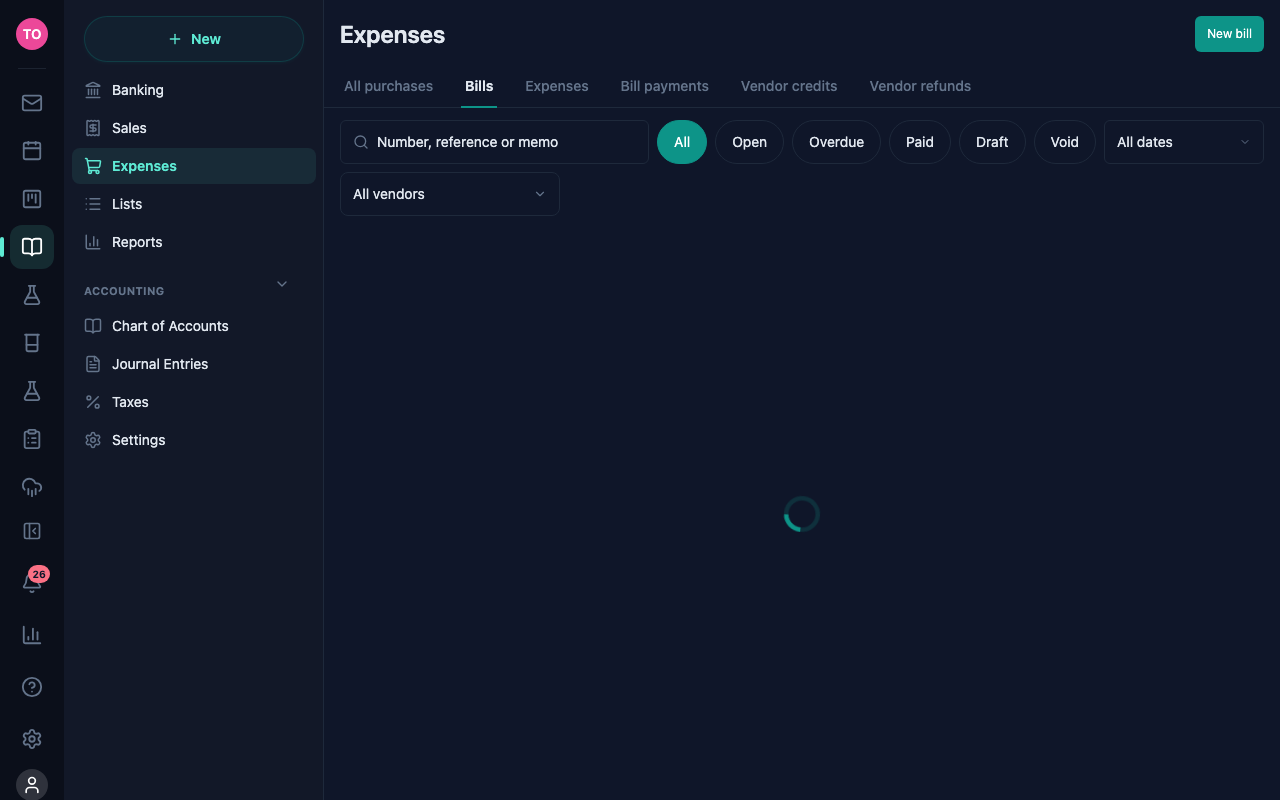 TO
New
Banking
Sales
Expenses
Lists
Reports
ACCOUNTING
Chart of Accounts
Journal Entries
Taxes
Settings
26
Expenses
New bill
All purchases
Bills
Expenses
Bill payments
Vendor credits
Vendor refunds
Number, reference or memo
All
Open
Overdue
Paid
Draft
Void
All dates
All vendors